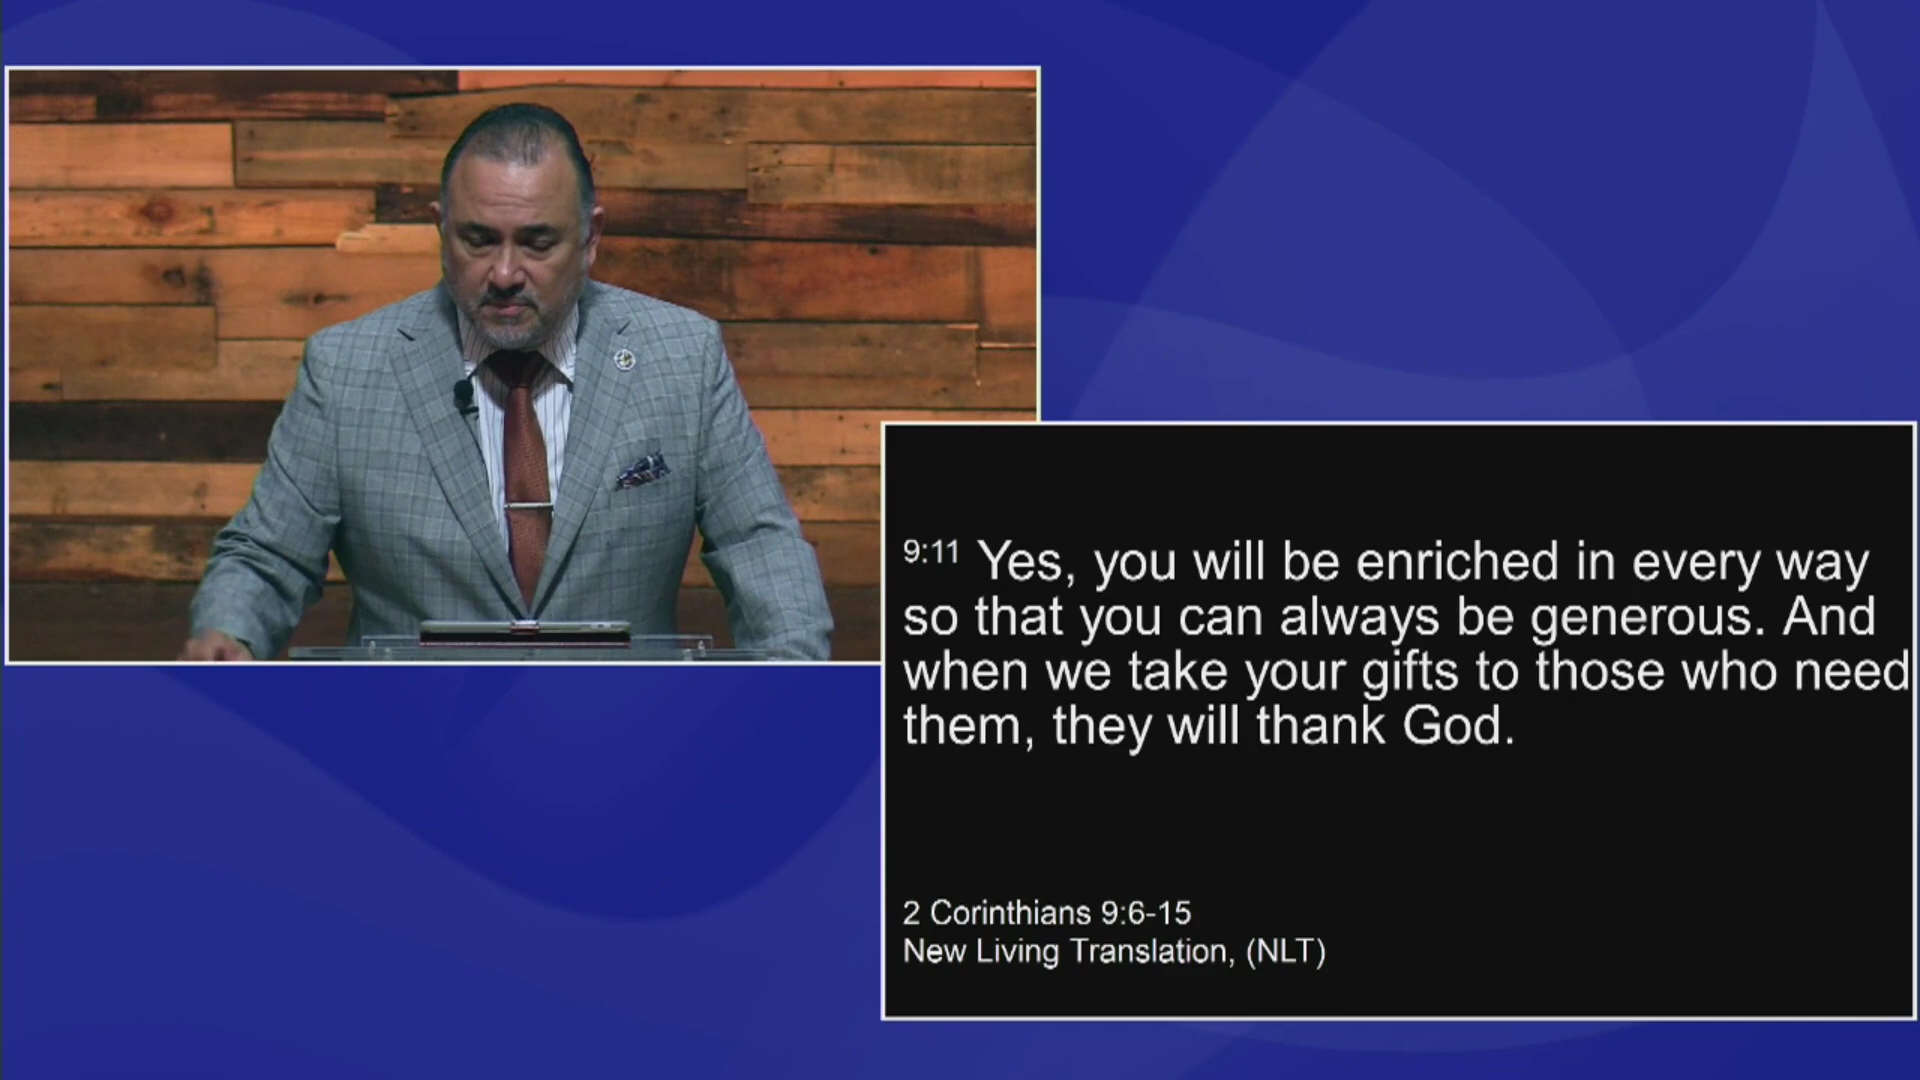 9:11 Yes, you will be enriched in every way
so that you can always be generous. And
when we take your gifts to those who need
them, they will thank God.
2 Corinthians 9:6-15
New Living Translation, (NLT)